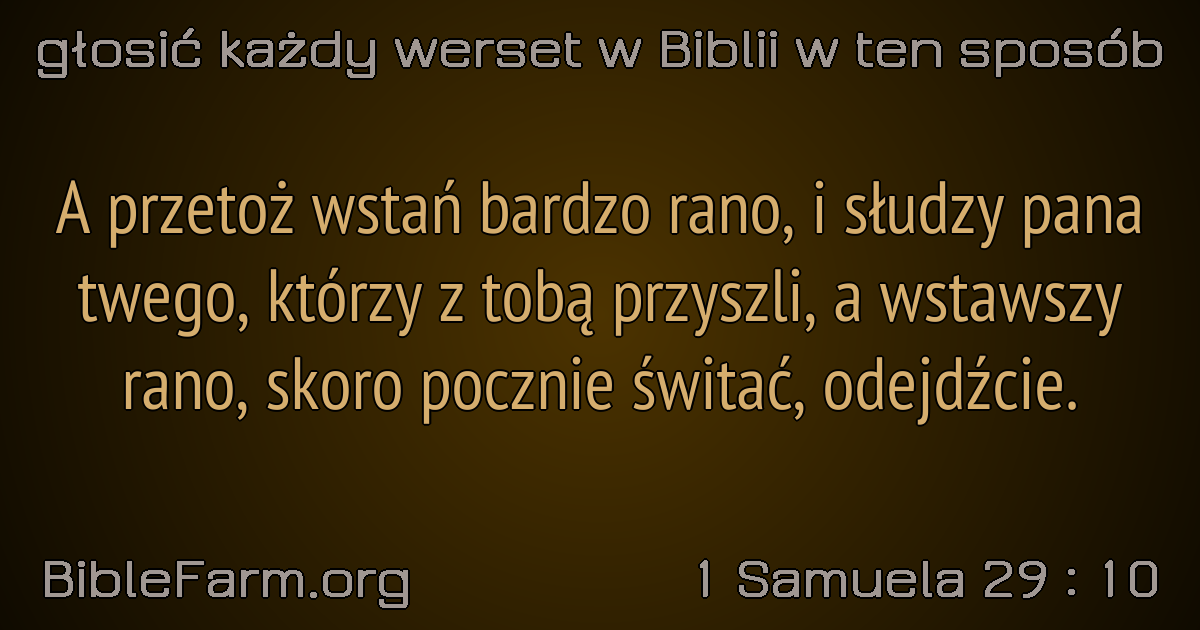 głosić każdy werset w Biblii w ten sposób
A przetoż wstań bardzo rano, i słudzy pana
twego, którzy z tobą przyszli, a wstawszy
rano, skoro pocznie świtać, odejdźcie.
BibleFarm.org
1 Samuela 29 : 10